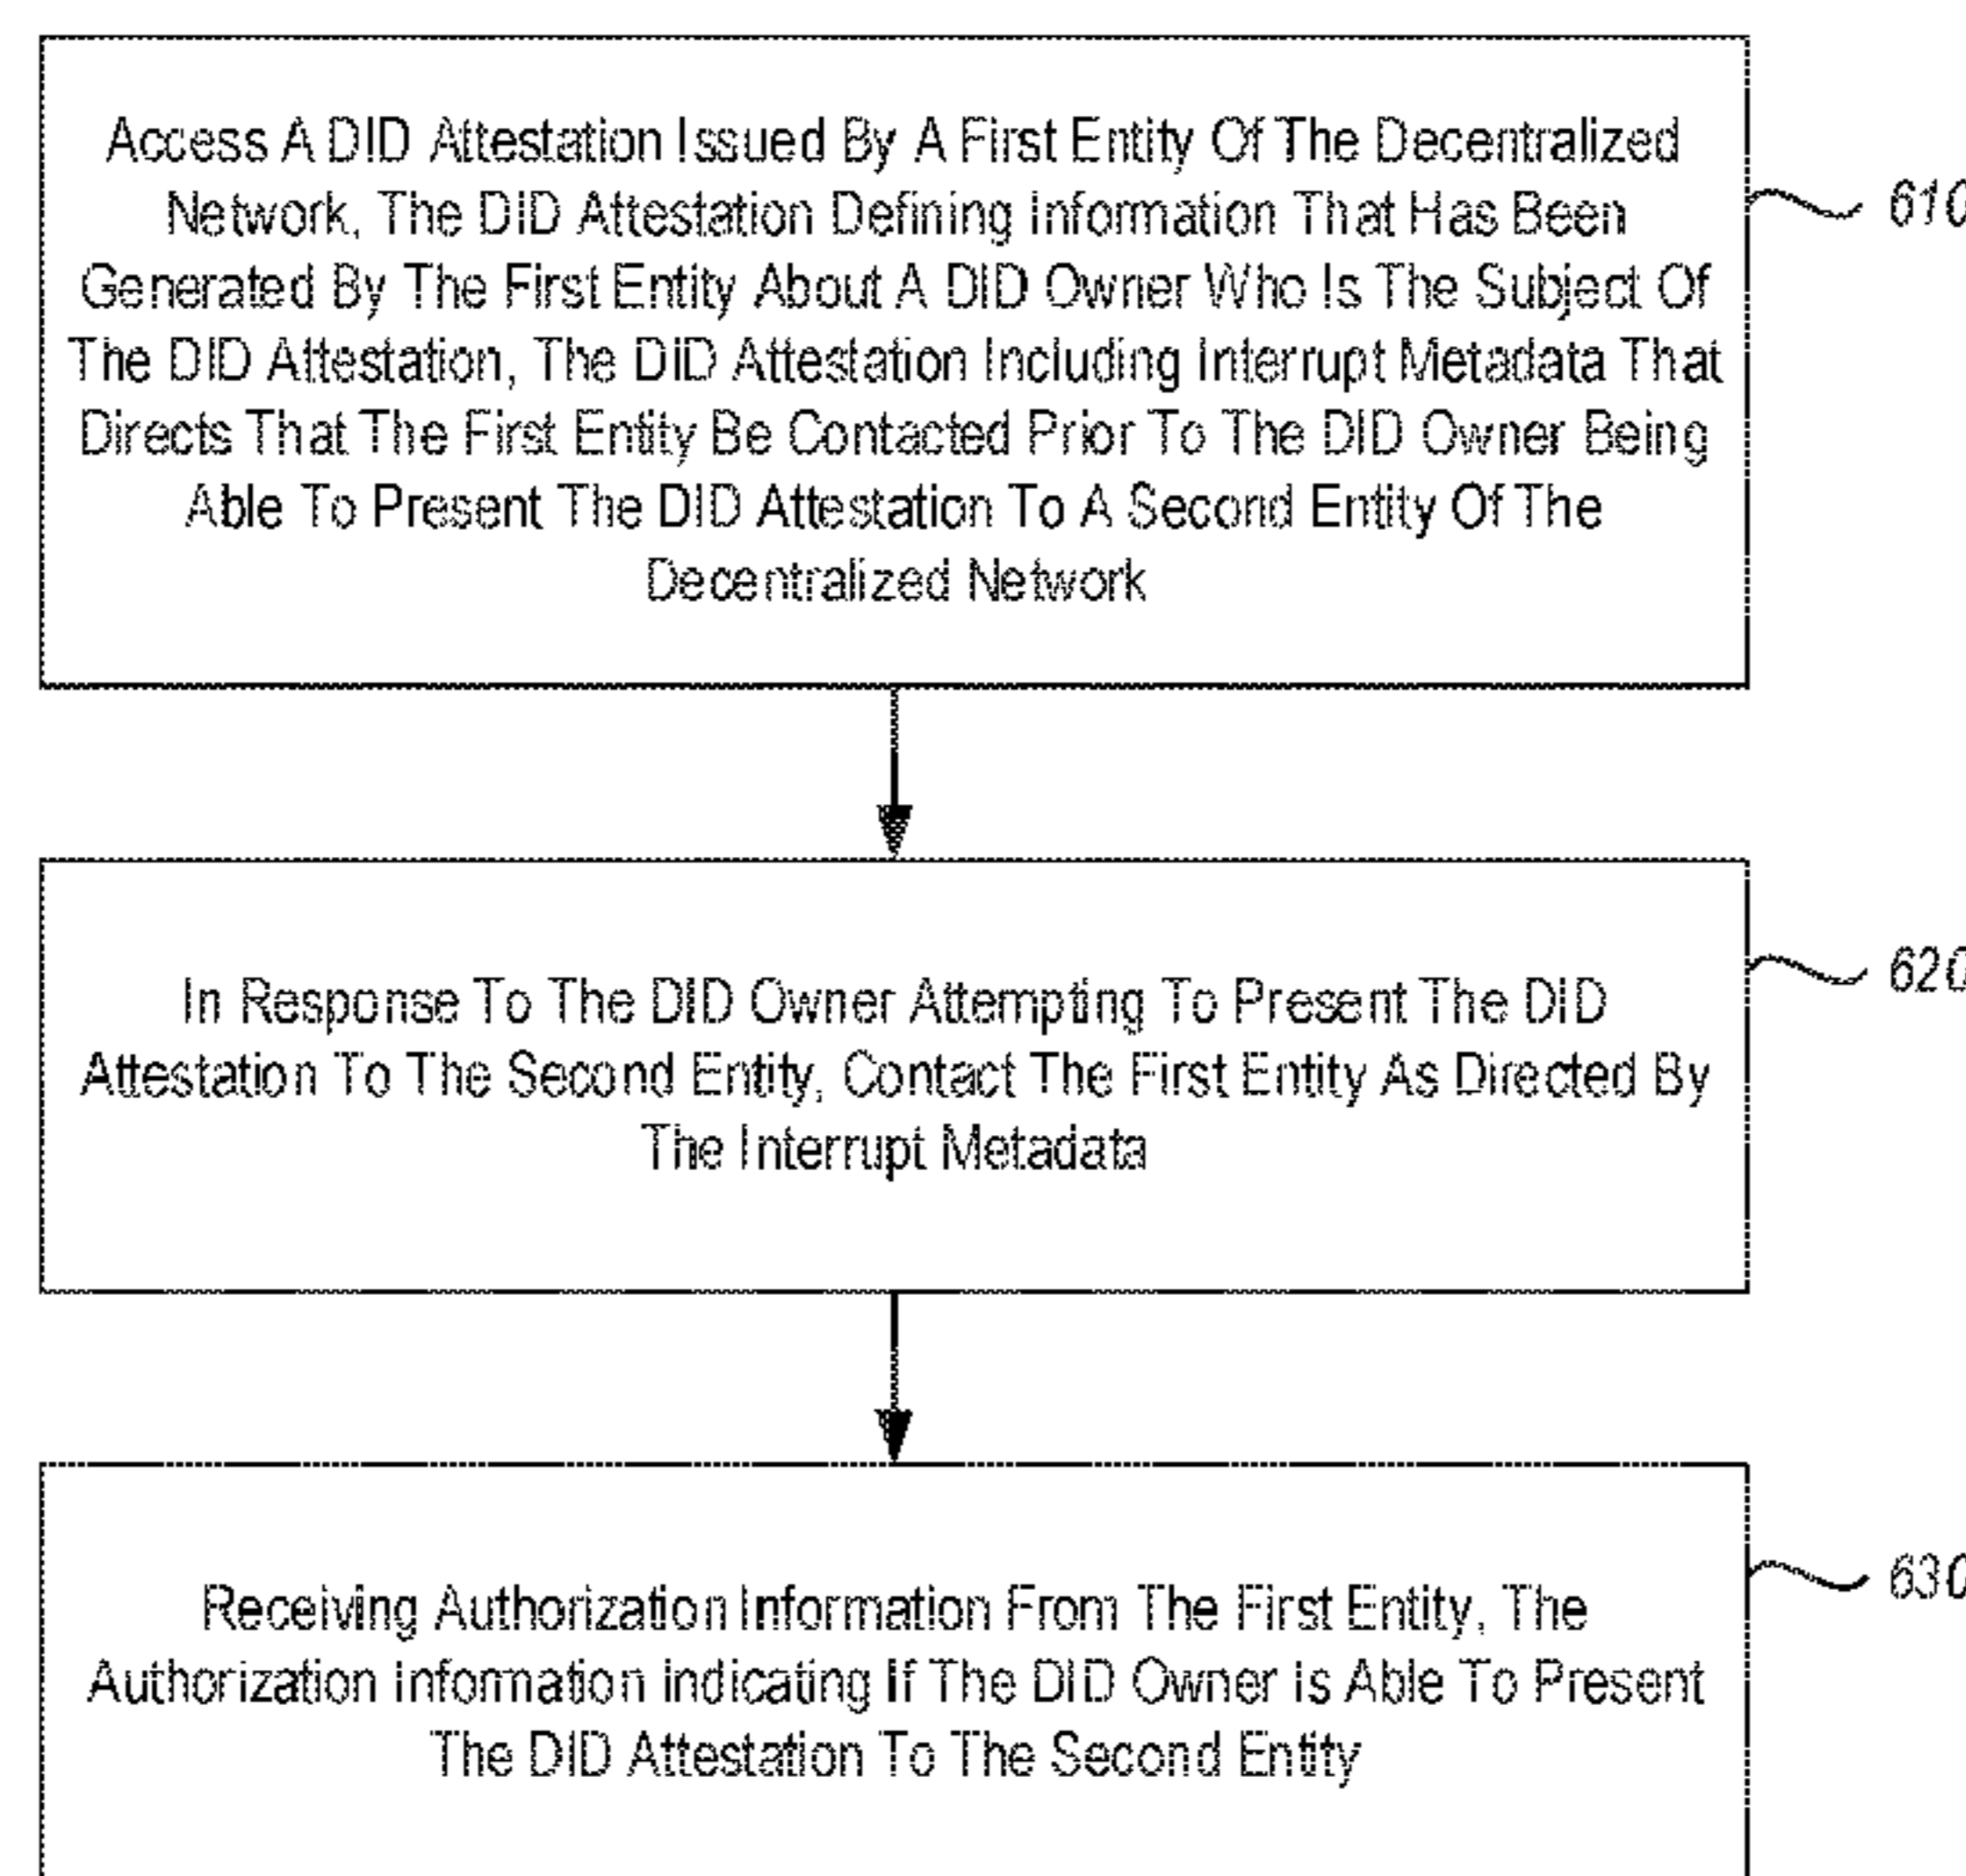 Access A DID Attestation Issued By A First Entity Of The Decentralized
Network, The DID Attestation Defining Information That Has Been
Generated By The First Entity About A DID Owner Who Is The Subject Of
The DID Attestation, The DID Attestation Including Interrupt Metadata That
Directs That The First Entity Be Contacted Prior To The DID Owner Being
Able To Present The DID Attestation To A Second Entity Of The
Decentralized Network
610
In Response To The DID Owner Attempting To Present The DID
Attestation To The Second Entity, Contact The First Entity As Directed By
The Interrupt Metadata
620
Receiving Authorization Information From The First Entity, The
Authorization Information Indicating If The DID Owner Is Able To Present
The DID Attestation To The Second Entity
630